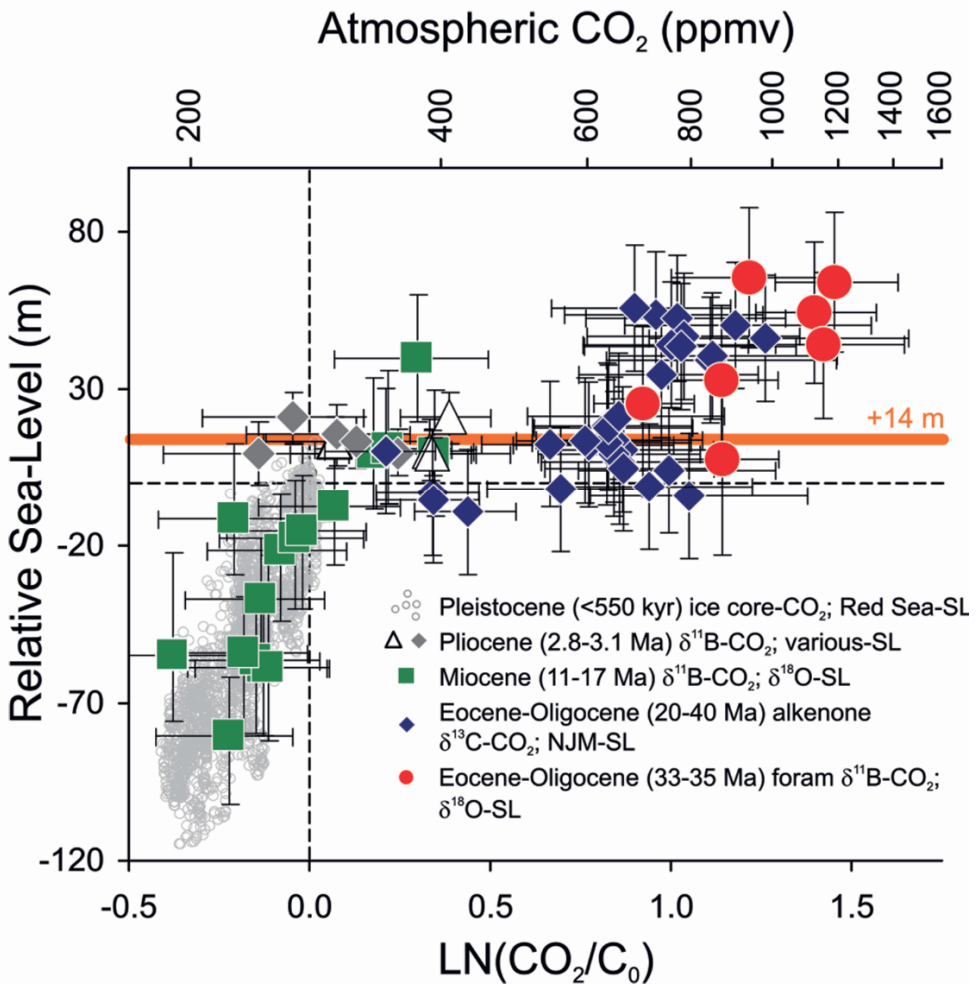 Atmospheric CO₂ (ppmv)
200 400 600 800 1000 1200 1400 1600
Relative Sea-Level (m)
80
30
-20
-70
-120
+14 m
Pleistocene (<550 kyr) ice core-CO₂; Red Sea-SL
Pliocene (2.8-3.1 Ma) δ¹¹B-CO₂; various-SL
Miocene (11-17 Ma) δ¹¹B-CO₂; δ¹⁸O-SL
Eocene-Oligocene (20-40 Ma) alkenone
δ¹³C-CO₂; NJM-SL
Eocene-Oligocene (33-35 Ma) foram δ¹¹B-CO₂;
δ¹⁸O-SL
-0.5 0.0 0.5 1.0 1.5
LN(CO₂/C₀)